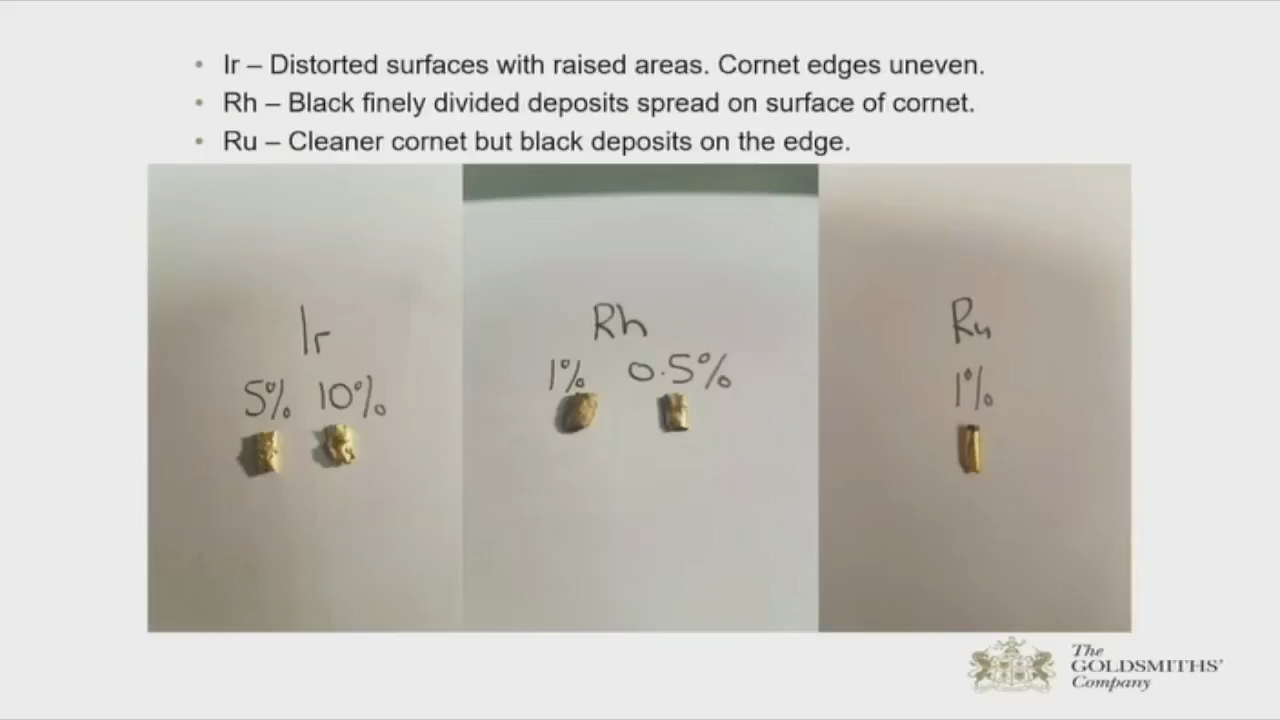 • Ir – Distorted surfaces with raised areas. Cornet edges uneven.
• Rh – Black finely divided deposits spread on surface of cornet.
• Ru – Cleaner cornet but black deposits on the edge.
Ir
5% 10%
Rh
1% 0.5%
Ru
1%
The
GOLDSMITHS'
Company